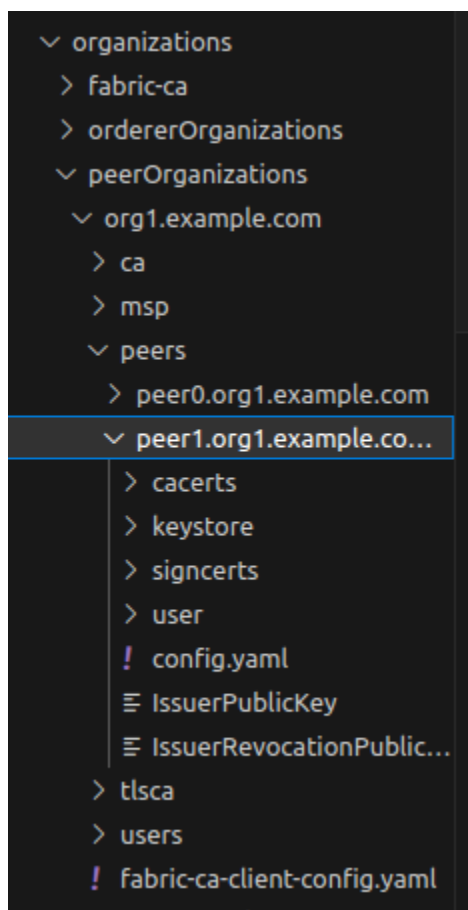 organizations
fabric-ca
ordererOrganizations
peerOrganizations
org1.example.com
ca
msp
peers
peer0.org1.example.com
peer1.org1.example.co...
cacerts
keystore
signcerts
user
! config.yaml
IssuerPublicKey
IssuerRevocationPublic...
tlsca
users
! fabric-ca-client-config.yaml